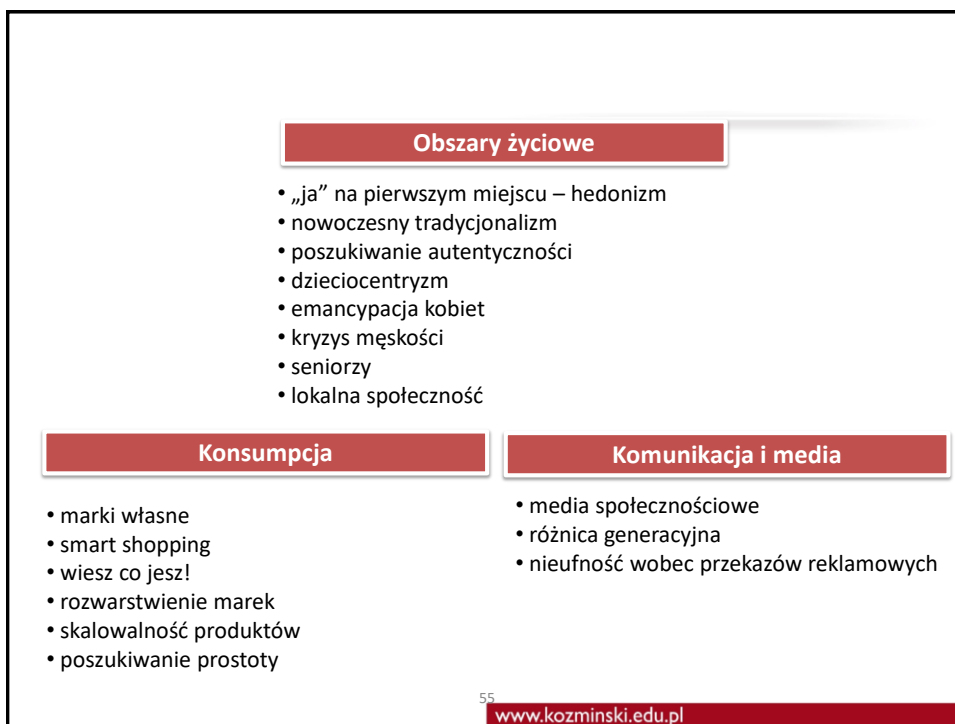 Obszary życiowe
• „ja” na pierwszym miejscu – hedonizm
• nowoczesny tradycjonalizm
• poszukiwanie autentyczności
• dzieciocentryzm
• emancypacja kobiet
• kryzys męskości
• seniorzy
• lokalna społeczność
Konsumpcja
• marki własne
• smart shopping
• wiesz co jesz!
• rozwarstwienie marek
• skalowalność produktów
• poszukiwanie prostoty
Komunikacja i media
• media społecznościowe
• różnica generacyjna
• nieufność wobec przekazów reklamowych
55
www.kozminski.edu.pl